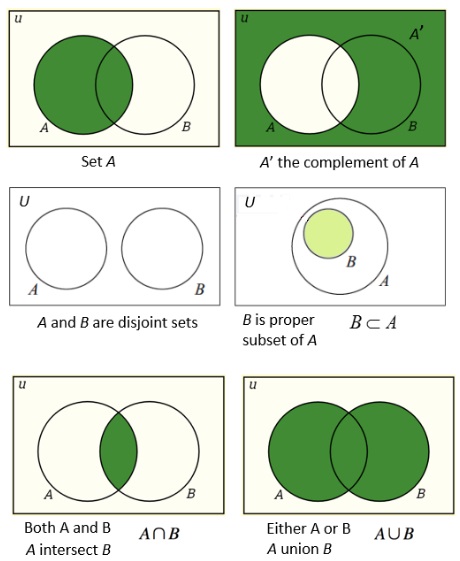 u
A B
Set A
u
A′
A B
A′ the complement of A
U
A B
A and B are disjoint sets
U
B
A
B is proper
subset of A
B ⊂ A
u
A B
Both A and B
A intersect B
A∩B
u
A B
Either A or B
A union B
A∪B